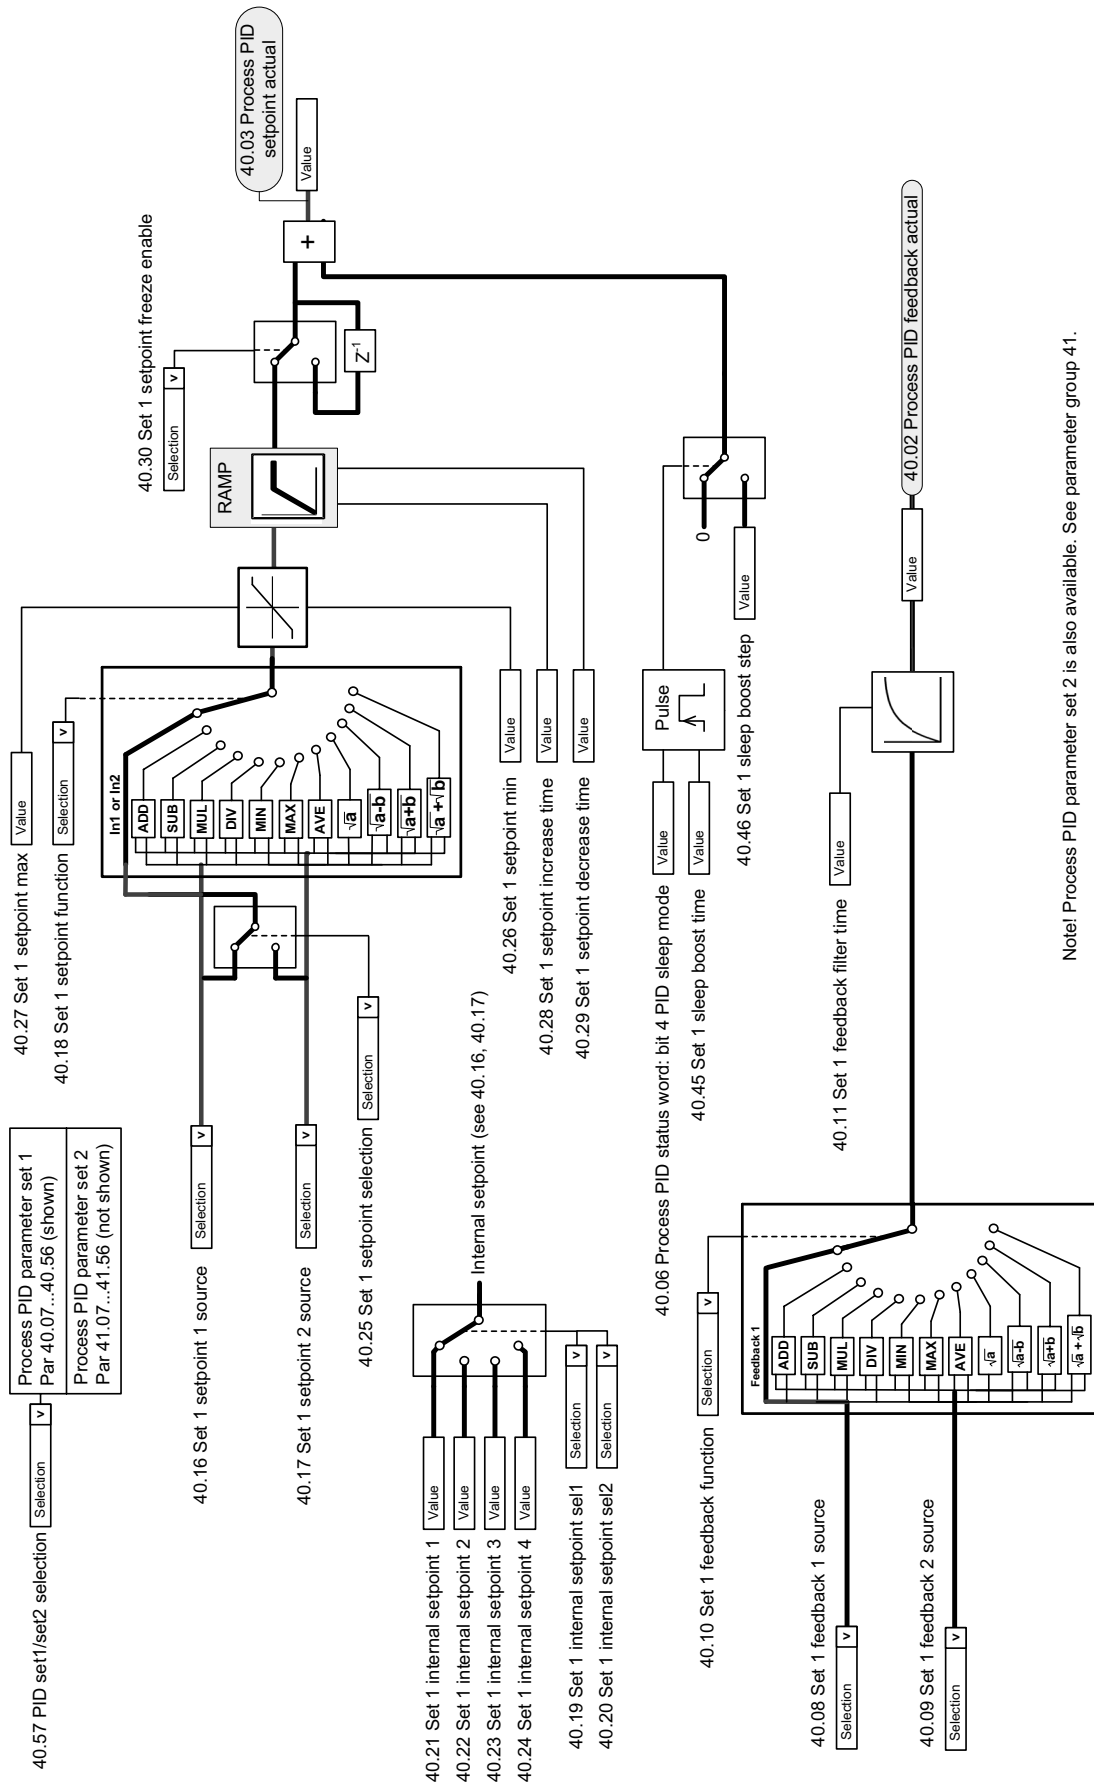 40.57 PID set1/set2 selection
Selection
v
Process PID parameter set 1
Par 40.07...40.56 (shown)
Process PID parameter set 2
Par 41.07...41.56 (not shown)
40.27 Set 1 setpoint max
Value
40.18 Set 1 setpoint function
Selection
v
40.16 Set 1 setpoint 1 source
Selection
v
40.17 Set 1 setpoint 2 source
Selection
v
40.25 Set 1 setpoint selection
Selection
v
In1 or In2
ADD
SUB
MUL
DIV
MIN
MAX
AVE
√a
√a-b
√a+b
√a + √b
RAMP
40.30 Set 1 setpoint freeze enable
Selection
v
Z-1
+
40.03 Process PID
setpoint actual
Value
40.26 Set 1 setpoint min
Value
40.28 Set 1 setpoint increase time
Value
40.29 Set 1 setpoint decrease time
Value
40.21 Set 1 internal setpoint 1
Value
40.22 Set 1 internal setpoint 2
Value
40.23 Set 1 internal setpoint 3
Value
40.24 Set 1 internal setpoint 4
Value
40.19 Set 1 internal setpoint sel1
Selection
v
40.20 Set 1 internal setpoint sel2
Selection
v
Internal setpoint (see 40.16, 40.17)
40.06 Process PID status word: bit 4 PID sleep mode
Value
40.45 Set 1 sleep boost time
Value
Pulse
0
40.46 Set 1 sleep boost step
Value
40.10 Set 1 feedback function
Selection
v
40.08 Set 1 feedback 1 source
Selection
v
40.09 Set 1 feedback 2 source
Selection
v
Feedback 1
ADD
SUB
MUL
DIV
MIN
MAX
AVE
√a
√a-b
√a+b
√a + √b
40.11 Set 1 feedback filter time
Value
Value
40.02 Process PID feedback actual
Note! Process PID parameter set 2 is also available. See parameter group 41.